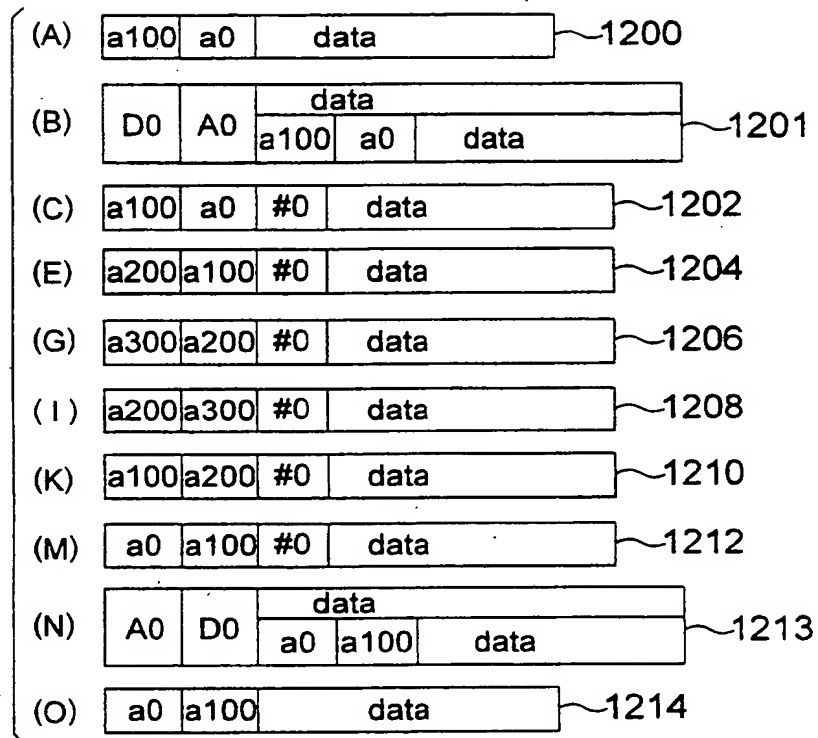 (A) a100 a0 data 1200
data
(B) D0 A0 a100 a0 data 1201
(C) a100 a0 #0 data 1202
(E) a200 a100 #0 data 1204
(G) a300 a200 #0 data 1206
(I) a200 a300 #0 data 1208
(K) a100 a200 #0 data 1210
(M) a0 a100 #0 data 1212
data
(N) A0 D0 a0 a100 data 1213
(O) a0 a100 data 1214